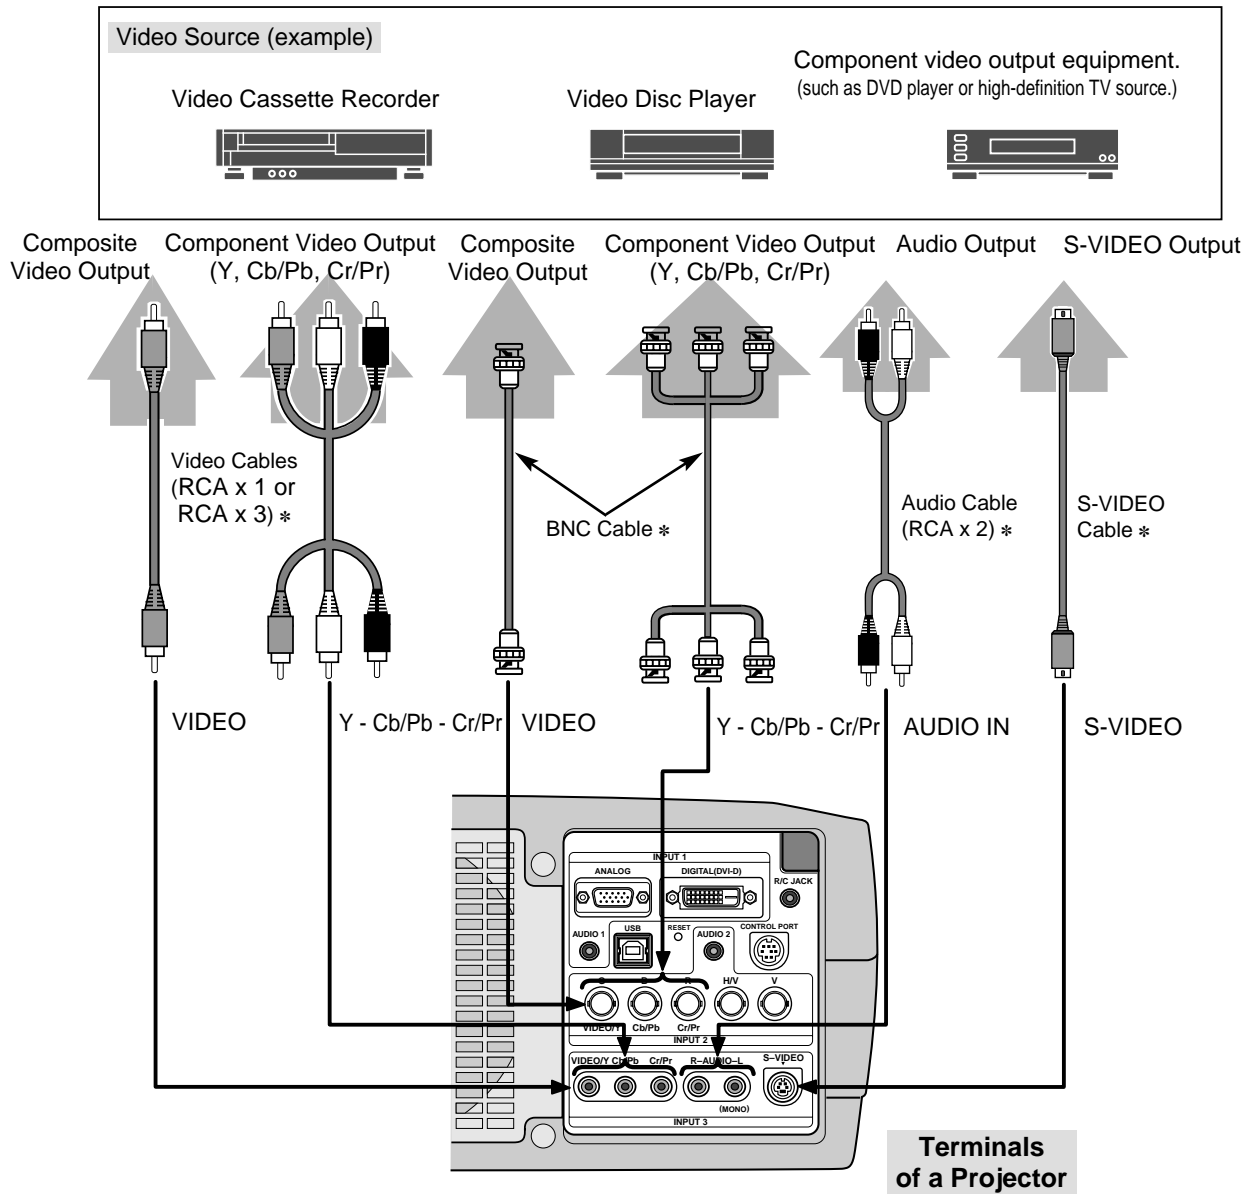 Video Source (example)
Component video output equipment.
(such as DVD player or high-definition TV source.)
Video Cassette Recorder
Video Disc Player
Composite
Video Output
Component Video Output
(Y, Cb/Pb, Cr/Pr)
Composite
Video Output
Component Video Output
(Y, Cb/Pb, Cr/Pr)
Audio Output
S-VIDEO Output
Video Cables
(RCA x 1 or
RCA x 3) *
BNC Cable *
Audio Cable
(RCA x 2) *
S-VIDEO
Cable *
VIDEO
Y - Cb/Pb - Cr/Pr
VIDEO
Y - Cb/Pb - Cr/Pr
AUDIO IN
S-VIDEO
INPUT 1
ANALOG
DIGITAL(DVI-D)
R/C JACK
AUDIO 1
USB
RESET
AUDIO 2
CONTROL PORT
G
B
R
H/V
V
VIDEO/Y
Cb/Pb
Cr/Pr
INPUT 2
VIDEO/Y
Cb/Pb
Cr/Pr
R–AUDIO–L
S–VIDEO
(MONO)
INPUT 3
Terminals
of a Projector